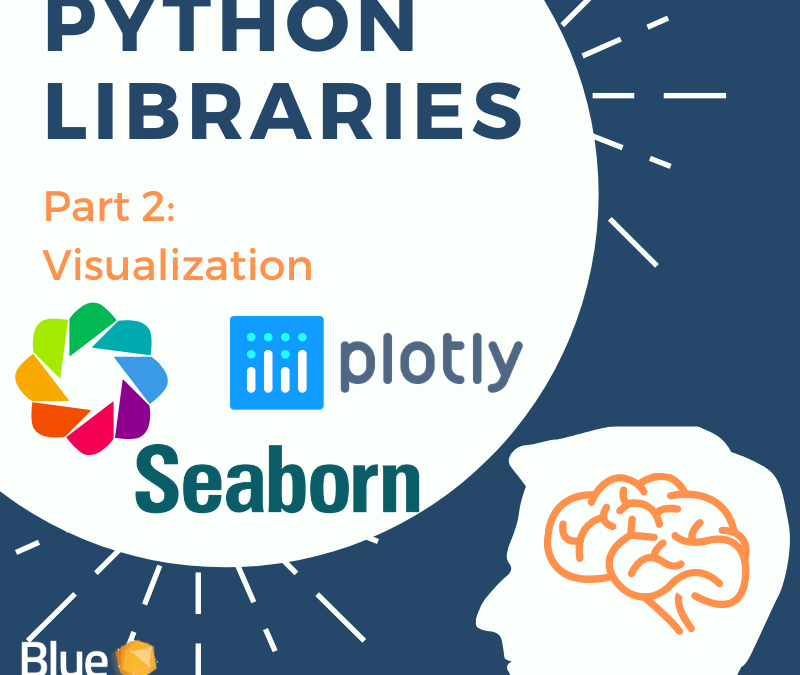 PYTHON
LIBRARIES
Part 2:
Visualization
plotly
Seaborn
Blue